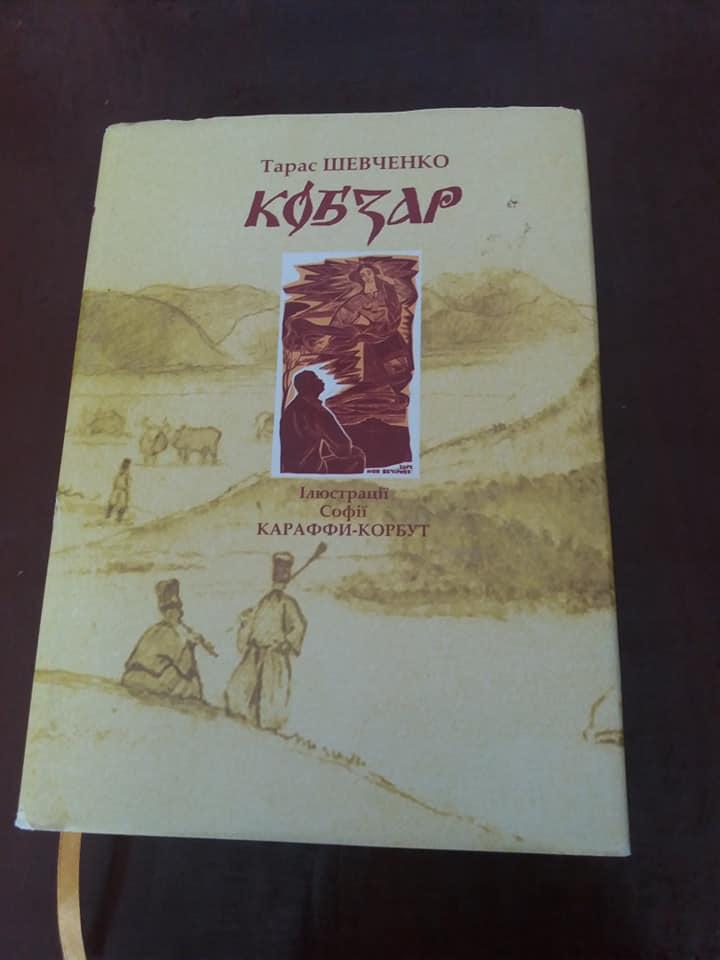 Тарас ШЕВЧЕНКО
КОБЗАР
Ілюстрації
Софії
КАРАФФИ-КОРБУТ